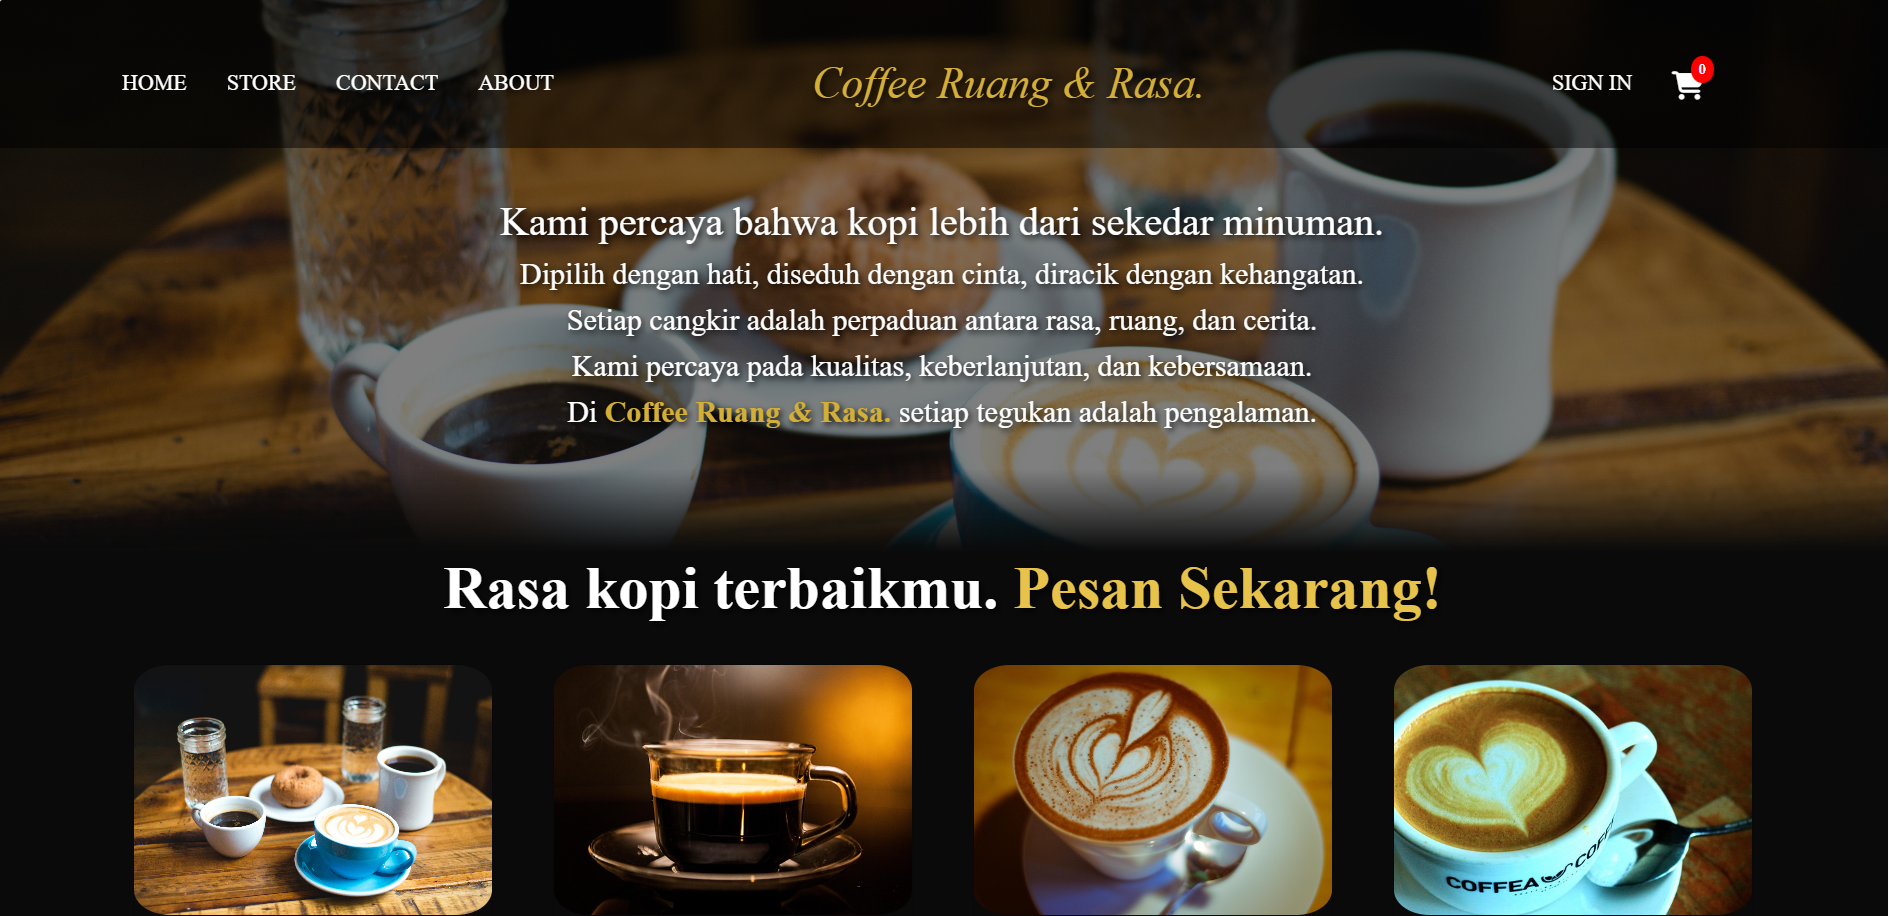 HOME STORE CONTACT ABOUT Coffee Ruang & Rasa. SIGN IN 0
Kami percaya bahwa kopi lebih dari sekedar minuman.
Dipilih dengan hati, diseduh dengan cinta, diracik dengan kehangatan.
Setiap cangkir adalah perpaduan antara rasa, ruang, dan cerita.
Kami percaya pada kualitas, keberlanjutan, dan kebersamaan.
Di Coffee Ruang & Rasa. setiap tegukan adalah pengalaman.
Rasa kopi terbaikmu. Pesan Sekarang!
COFFEA